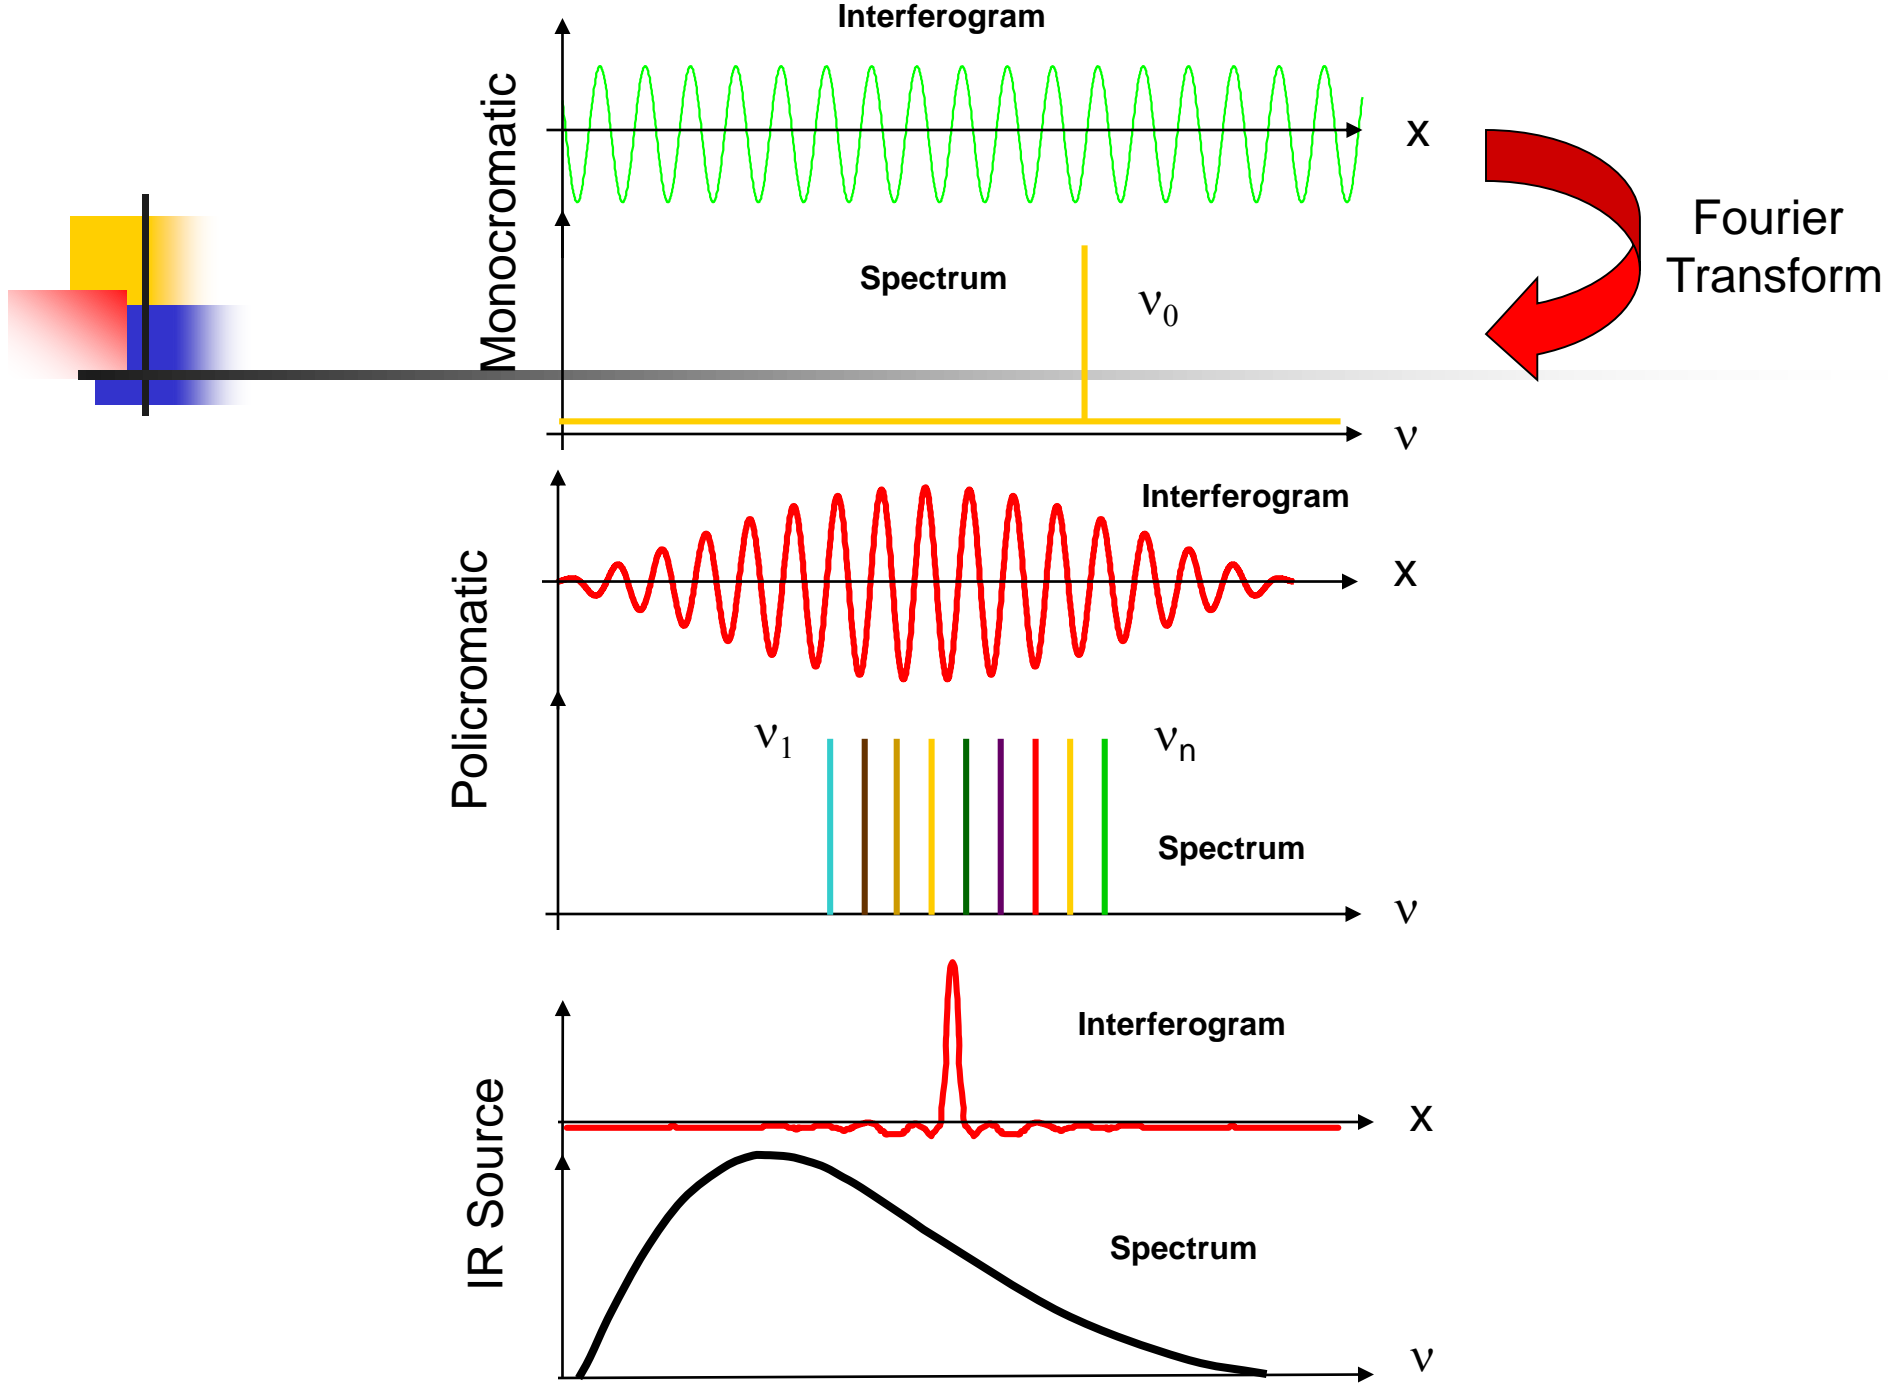 Interferogram
Monocromatic
x
Fourier
Transform
Spectrum
ν0
ν
Interferogram
Policromatic
x
ν1
νn
Spectrum
ν
Interferogram
IR Source
x
Spectrum
ν